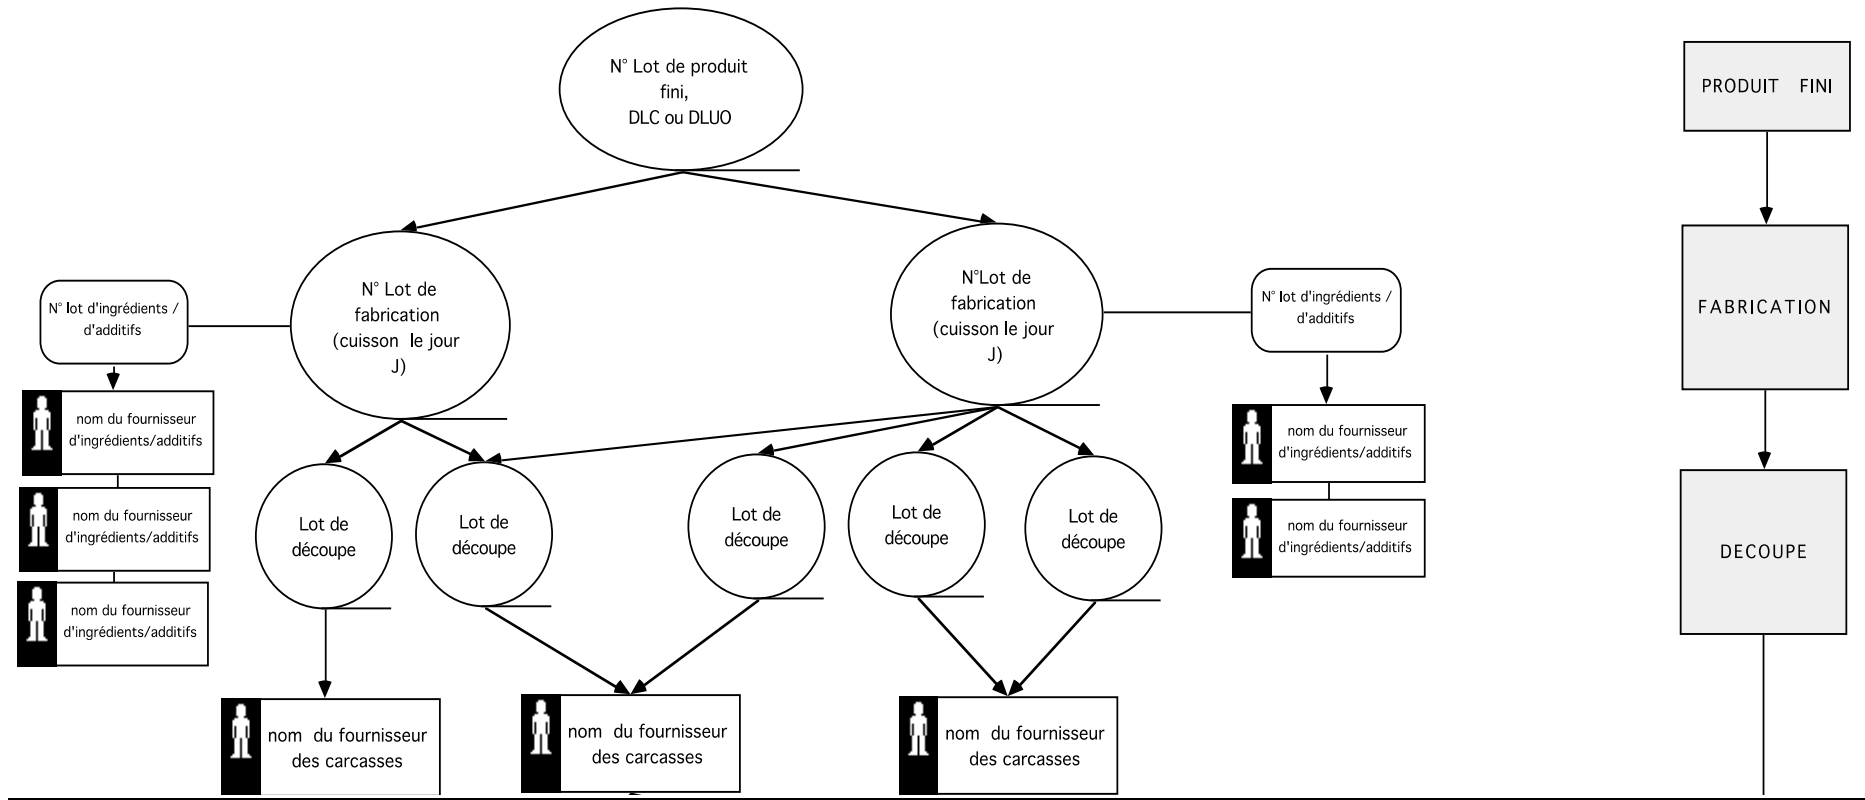 N° Lot de produit
fini,
DLC ou DLUO
PRODUIT FINI
N° lot d'ingrédients /
d'additifs
N° Lot de
fabrication
(cuisson le jour
J)
N°Lot de
fabrication
(cuisson le jour
J)
N° lot d'ingrédients /
d'additifs
FABRICATION
nom du fournisseur
d'ingrédients/additifs
nom du fournisseur
d'ingrédients/additifs
nom du fournisseur
d'ingrédients/additifs
Lot de
découpe
Lot de
découpe
Lot de
découpe
Lot de
découpe
Lot de
découpe
nom du fournisseur
d'ingrédients/additifs
nom du fournisseur
d'ingrédients/additifs
DECOUPE
nom du fournisseur
des carcasses
nom du fournisseur
des carcasses
nom du fournisseur
des carcasses